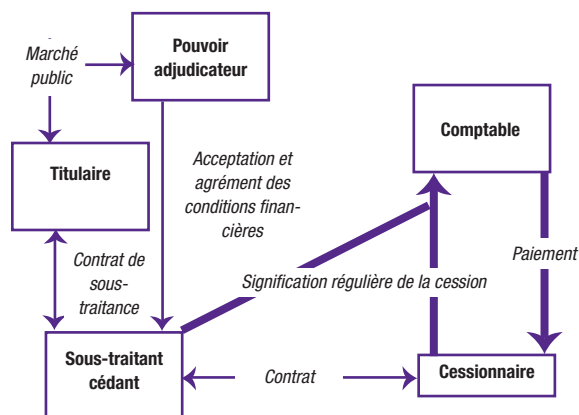 Marché
public
Pouvoir
adjudicateur
Titulaire
Acceptation et
agrément des
conditions finan-
cières
Comptable
Contrat de
sous-
traitance
Signification régulière de la cession
Paiement
Sous-traitant
cédant
Contrat
Cessionnaire